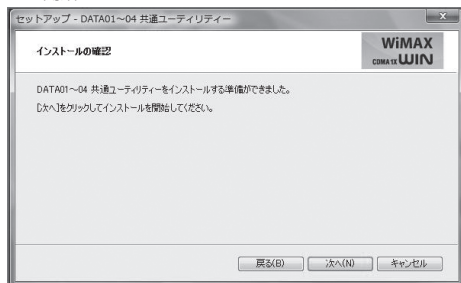 セットアップ - DATA01～04 共通ユーティリティー
インストールの確認
WiMAX
CDMA 1X WIN
DATA01～04 共通ユーティリティーをインストールする準備ができました。
[次へ]をクリックしてインストールを開始してください。
戻る(B)
次へ(N)
キャンセル